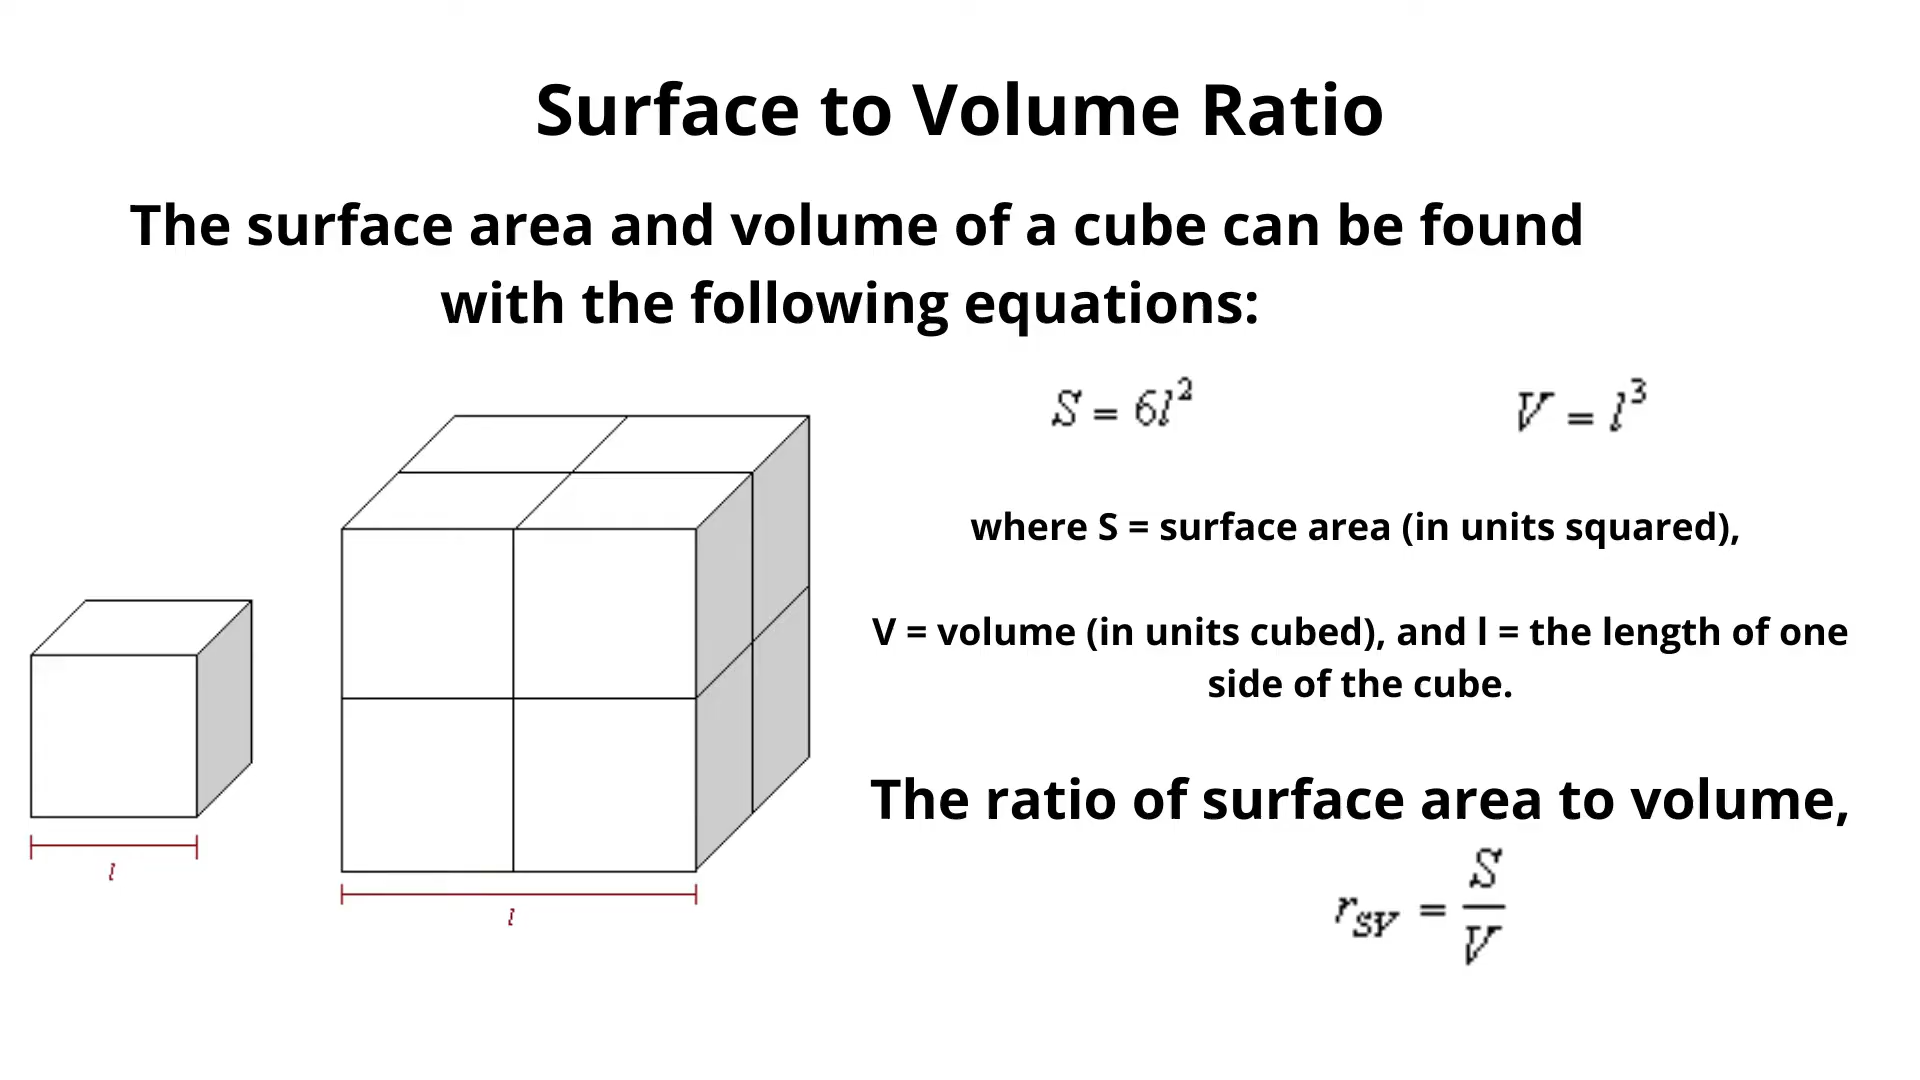 Surface to Volume Ratio
The surface area and volume of a cube can be found
with the following equations:
S = 6l²
V = l³
where S = surface area (in units squared),
V = volume (in units cubed), and l = the length of one
side of the cube.
The ratio of surface area to volume,
r_SV = S/V
l
l